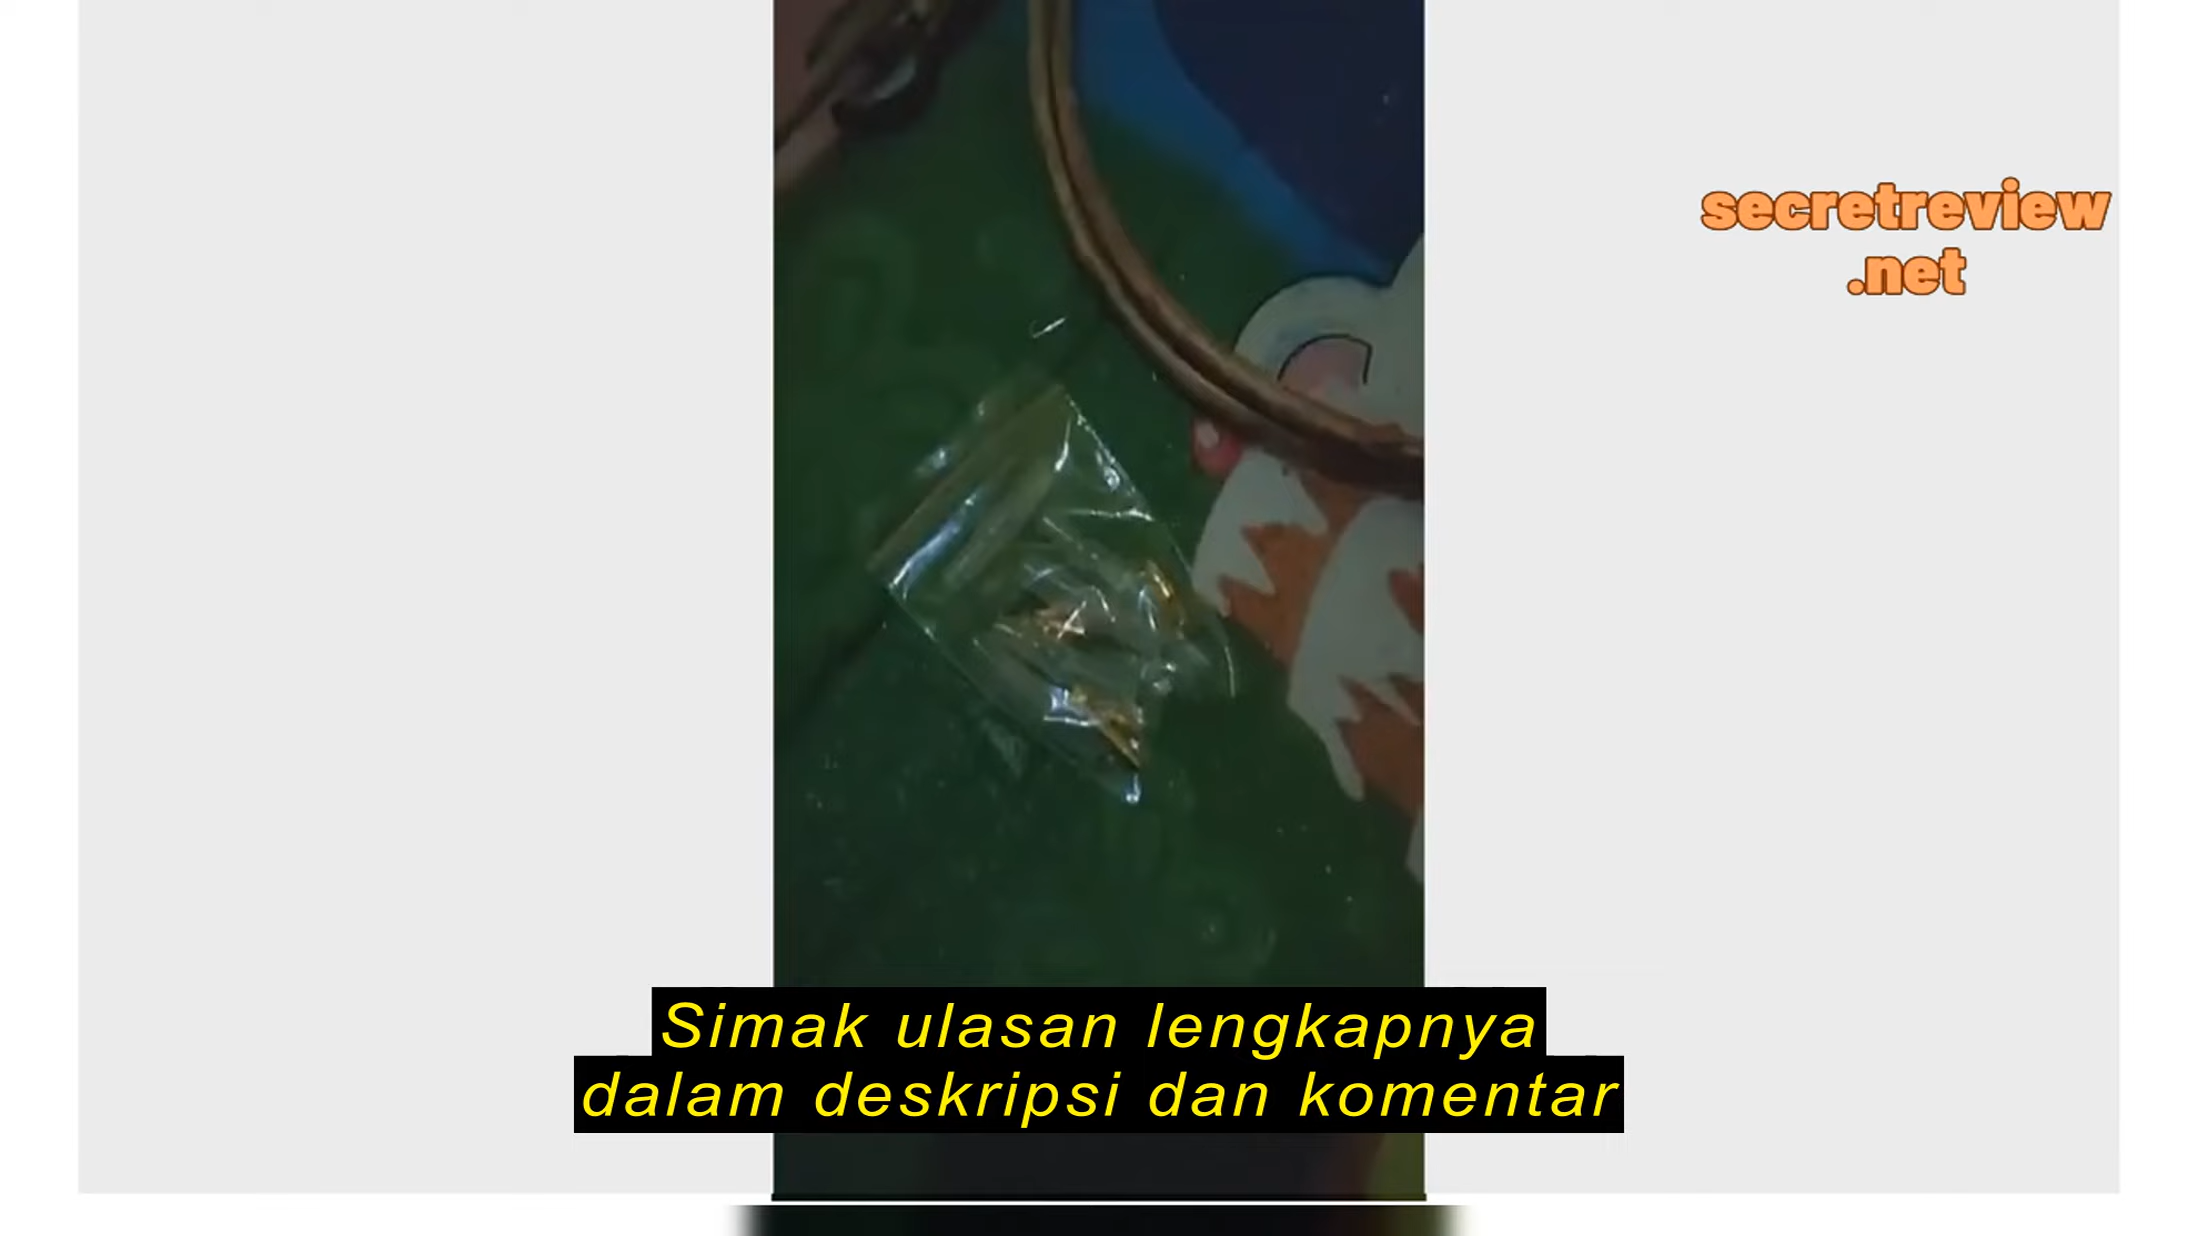 secretreview
.net
Simak ulasan lengkapnya
dalam deskripsi dan komentar